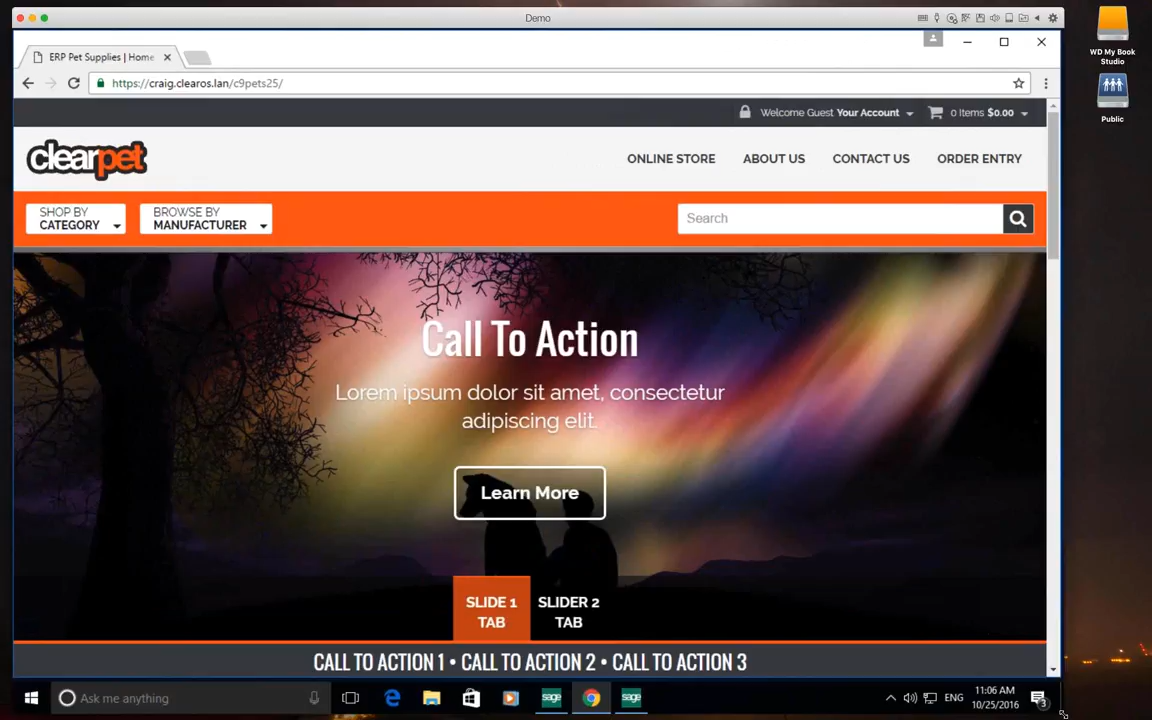 Demo
WD My Book
Studio
Public
ERP Pet Supplies | Home
https://craig.clearos.lan/c9pets25/
Welcome Guest Your Account
0 Items $0.00
clearpet
ONLINE STORE
ABOUT US
CONTACT US
ORDER ENTRY
SHOP BY
CATEGORY
BROWSE BY
MANUFACTURER
Search
Call To Action
Lorem ipsum dolor sit amet, consectetur
adipiscing elit.
Learn More
SLIDE 1
TAB
SLIDER 2
TAB
CALL TO ACTION 1 • CALL TO ACTION 2 • CALL TO ACTION 3
Ask me anything
sage
sage
ENG
11:06 AM
10/25/2016
3